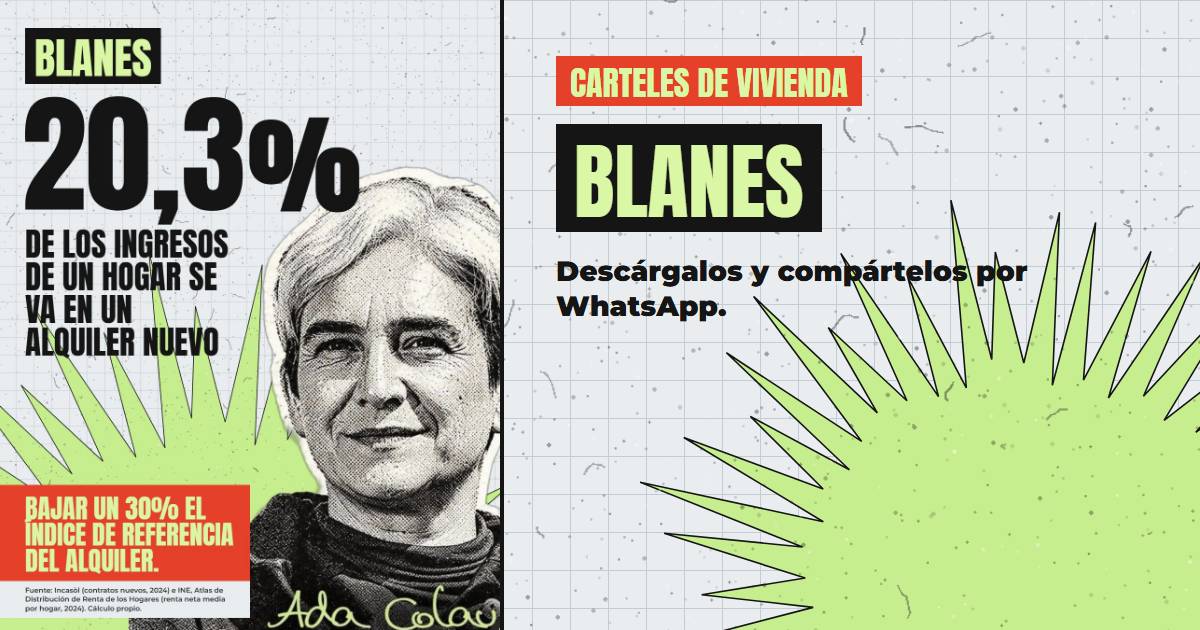 BLANES
20,3%
DE LOS INGRESOS
DE UN HOGAR SE
VA EN UN
ALQUILER NUEVO
BAJAR UN 30% EL
ÍNDICE DE REFERENCIA
DEL ALQUILER.
Fuente: Incasòl (contratos nuevos, 2024) e INE, Atlas de
Distribución de Renta de los Hogares (renta neta media
por hogar, 2024). Cálculo propio.
Ada Colau
CARTELES DE VIVIENDA
BLANES
Descárgalos y compártelos por
WhatsApp.